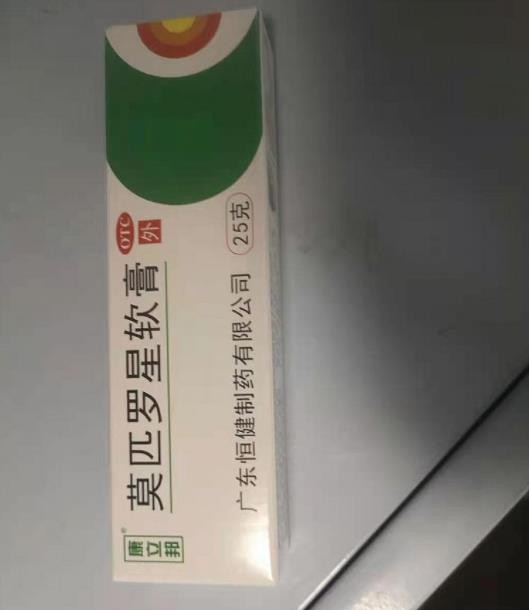 康立邦®
莫匹罗星软膏
OTC
外
广东恒健制药有限公司
25克